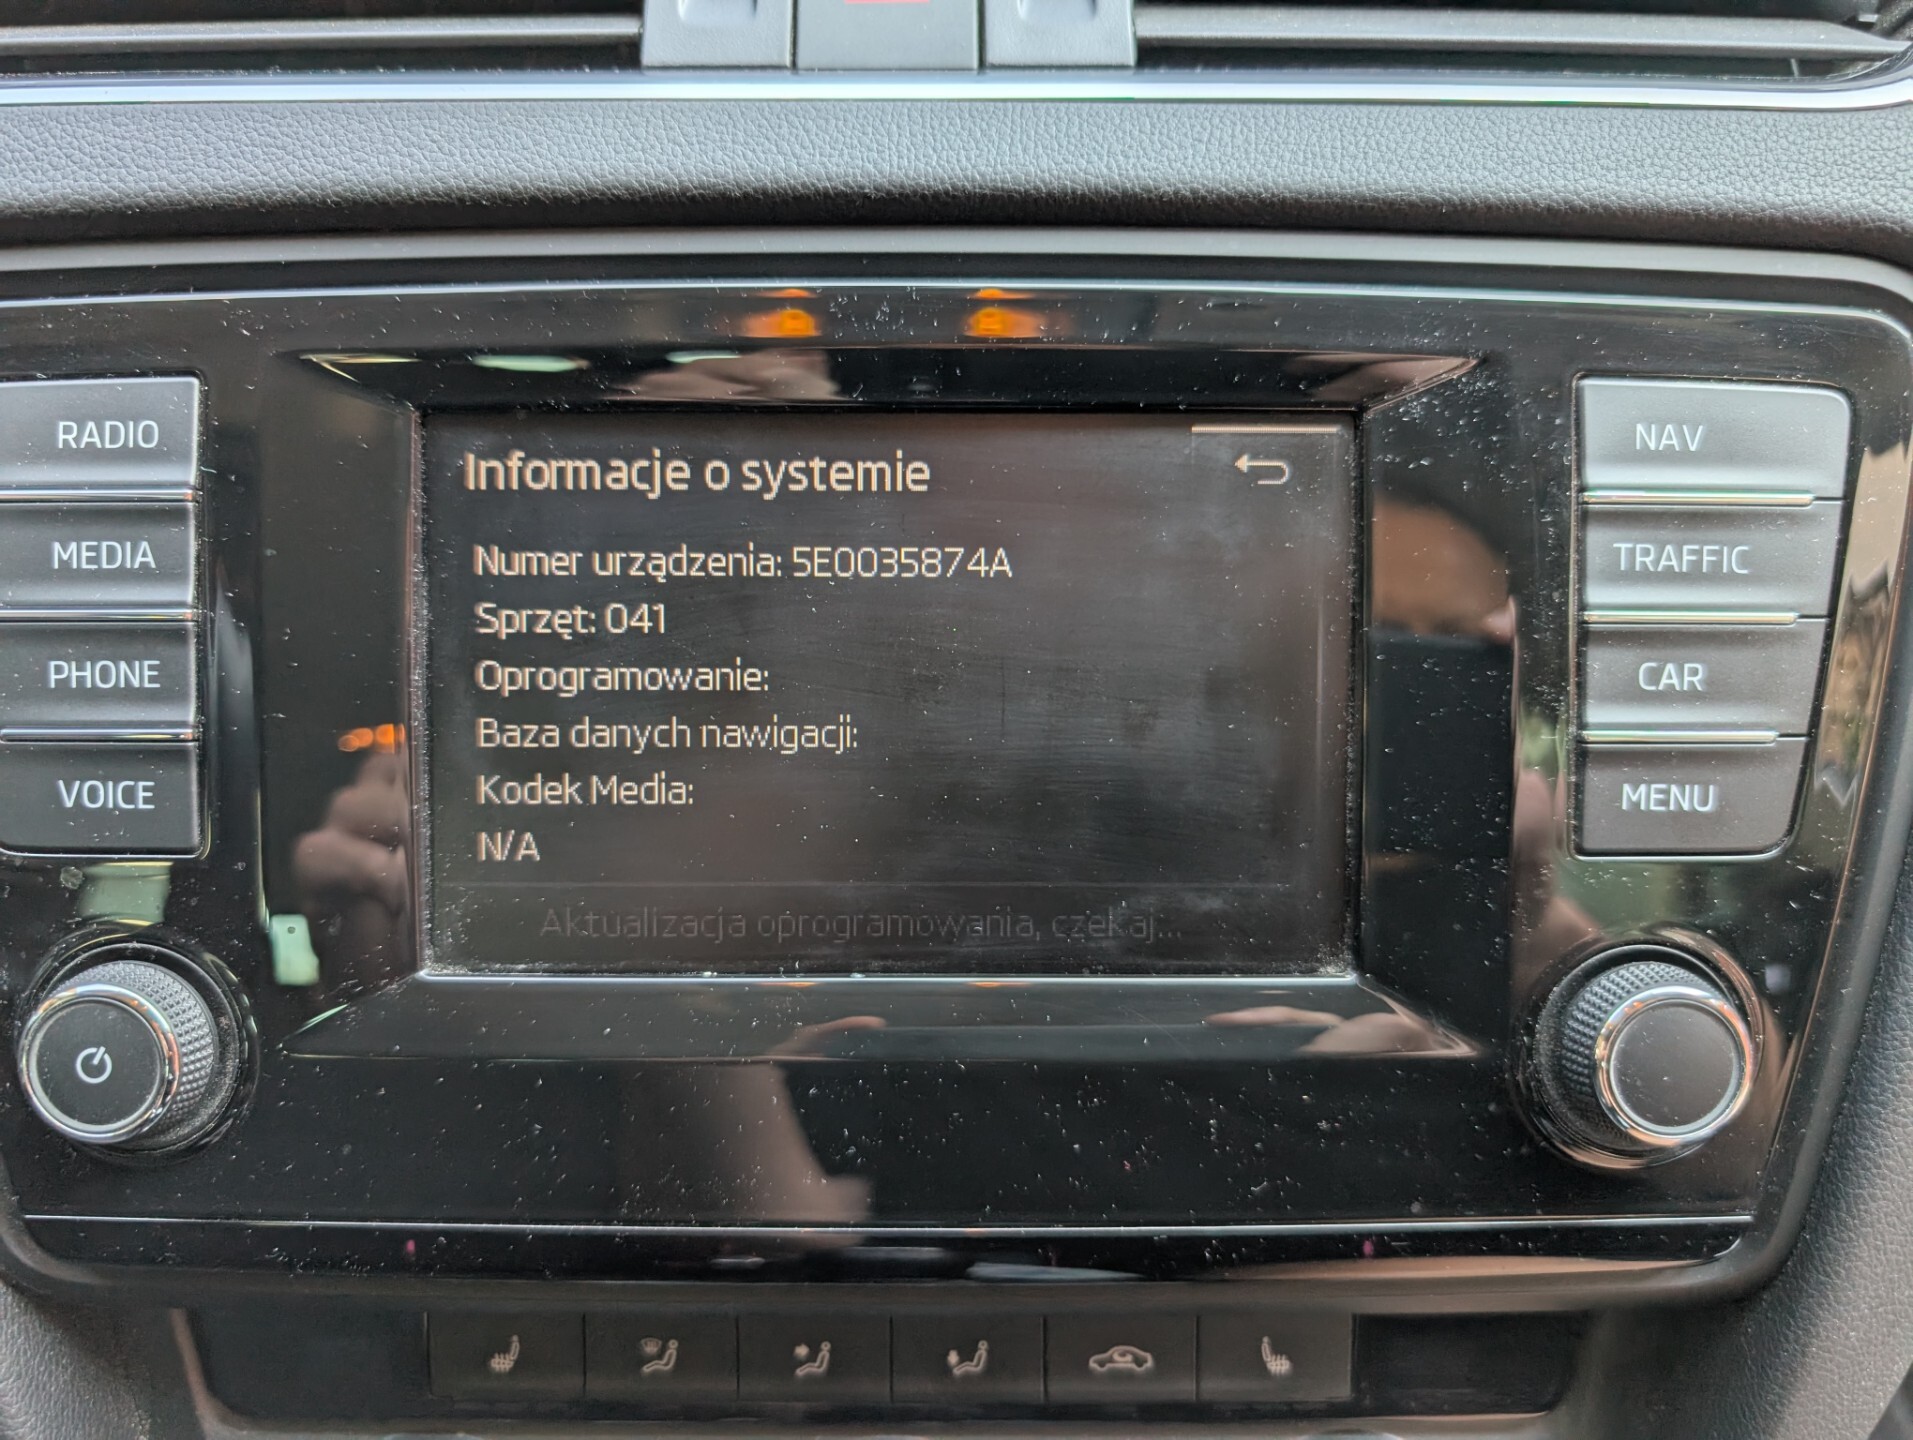 RADIO
MEDIA
PHONE
VOICE
Informacje o systemie
Numer urządzenia: 5E0035874A
Sprzęt: 041
Oprogramowanie:
Baza danych nawigacji:
Kodek Media:
N/A
Aktualizacja oprogramowania, czekaj...
NAV
TRAFFIC
CAR
MENU